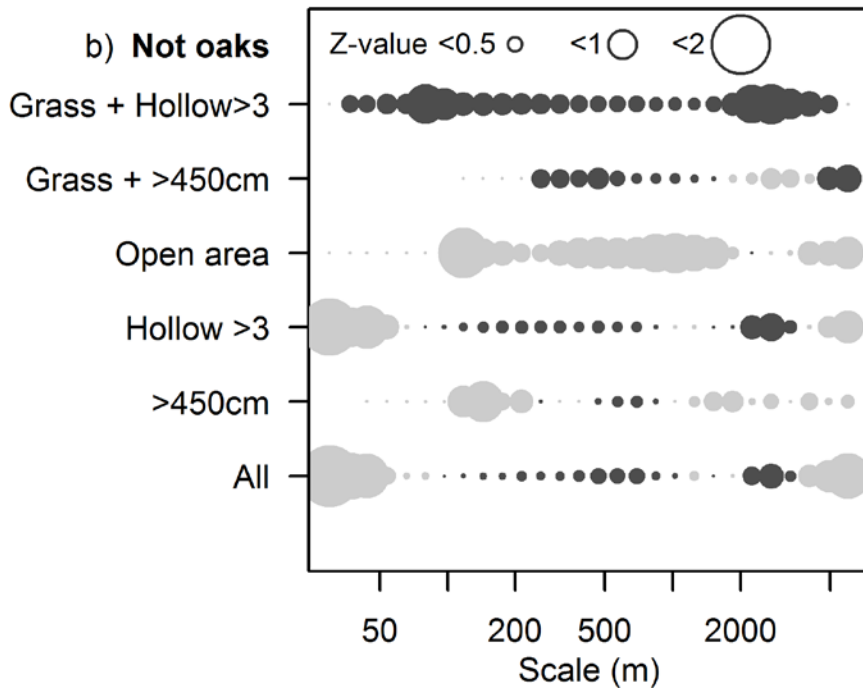 b) Not oaks
Z-value <0.5 <1 <2
Grass + Hollow>3
Grass + >450cm
Open area
Hollow >3
>450cm
All
50 200 500 2000
Scale (m)